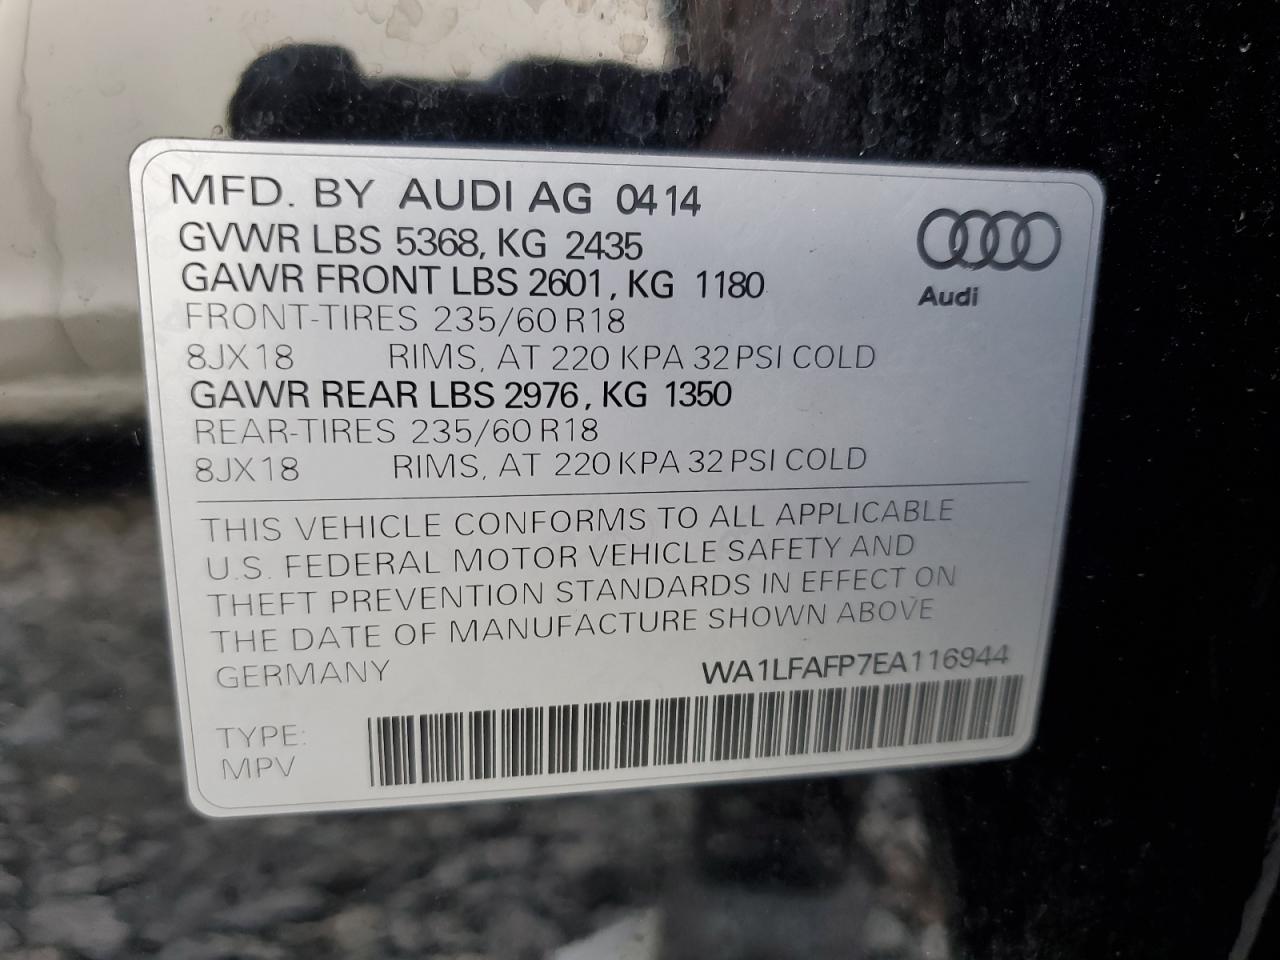 MFD. BY AUDI AG 0414
GVWR LBS 5368, KG 2435
GAWR FRONT LBS 2601, KG 1180
FRONT-TIRES 235/60 R18
8JX18 RIMS, AT 220 KPA 32 PSI COLD
GAWR REAR LBS 2976, KG 1350
REAR-TIRES 235/60 R18
8JX18 RIMS, AT 220 KPA 32 PSI COLD
Audi
THIS VEHICLE CONFORMS TO ALL APPLICABLE
U.S. FEDERAL MOTOR VEHICLE SAFETY AND
THEFT PREVENTION STANDARDS IN EFFECT ON
THE DATE OF MANUFACTURE SHOWN ABOVE
GERMANY WA1LFAFP7EA116944
TYPE:
MPV